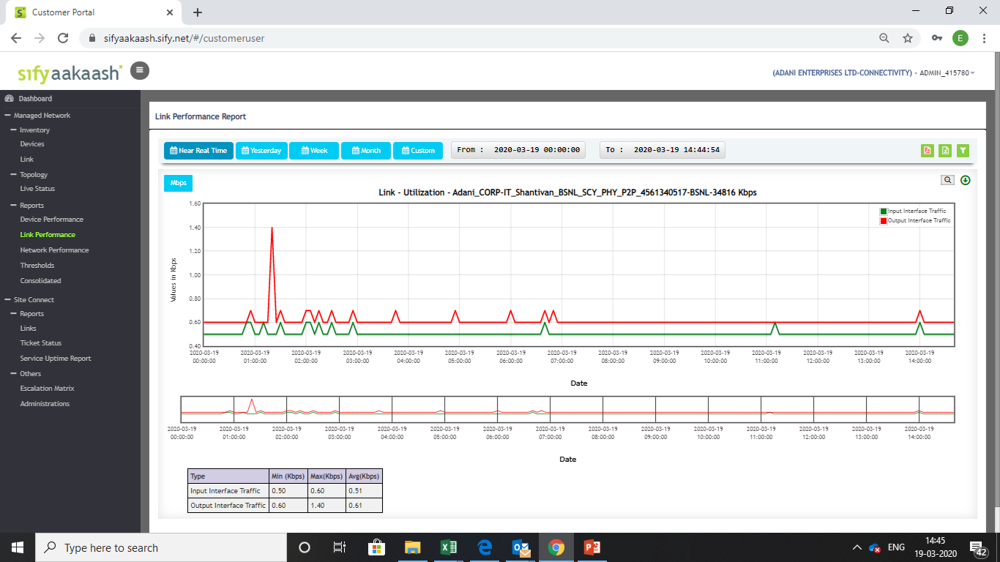 Customer Portal
sifyaakaash.sify.net/#/customeruser
E
sifyaakaash
(ADANI ENTERPRISES LTD-CONNECTIVITY) - ADMIN_415780
Dashboard
Managed Network
Inventory
Devices
Link
Topology
Live Status
Reports
Device Performance
Link Performance
Network Performance
Thresholds
Consolidated
Site Connect
Reports
Links
Ticket Status
Service Uptime Report
Others
Escalation Matrix
Administrations
Link Performance Report
Near Real Time Yesterday Week Month Custom From : 2020-03-19 00:00:00 To : 2020-03-19 14:44:54
Mbps
Link - Utilization - Adani_CORP-IT_Shantivan_BSNL_SCY_PHY_P2P_4561340517-BSNL-34816 Kbps
Input Interface Traffic
Output Interface Traffic
Values in Kbps
1.60
1.40
1.20
1.00
0.80
0.60
0.40
2020-03-19 2020-03-19 2020-03-19 2020-03-19 2020-03-19 2020-03-19 2020-03-19 2020-03-19 2020-03-19 2020-03-19 2020-03-19 2020-03-19 2020-03-19 2020-03-19 2020-03-19
00:00:00 01:00:00 02:00:00 03:00:00 04:00:00 05:00:00 06:00:00 07:00:00 08:00:00 09:00:00 10:00:00 11:00:00 12:00:00 13:00:00 14:00:00
Date
2020-03-19 2020-03-19 2020-03-19 2020-03-19 2020-03-19 2020-03-19 2020-03-19 2020-03-19 2020-03-19 2020-03-19 2020-03-19 2020-03-19 2020-03-19 2020-03-19 2020-03-19
00:00:00 01:00:00 02:00:00 03:00:00 04:00:00 05:00:00 06:00:00 07:00:00 08:00:00 09:00:00 10:00:00 11:00:00 12:00:00 13:00:00 14:00:00
Date
Type Min (Kbps) Max(Kbps) Avg(Kbps)
Input Interface Traffic 0.50 0.60 0.51
Output Interface Traffic 0.60 1.40 0.61
Type here to search
ENG
14:45
19-03-2020
42